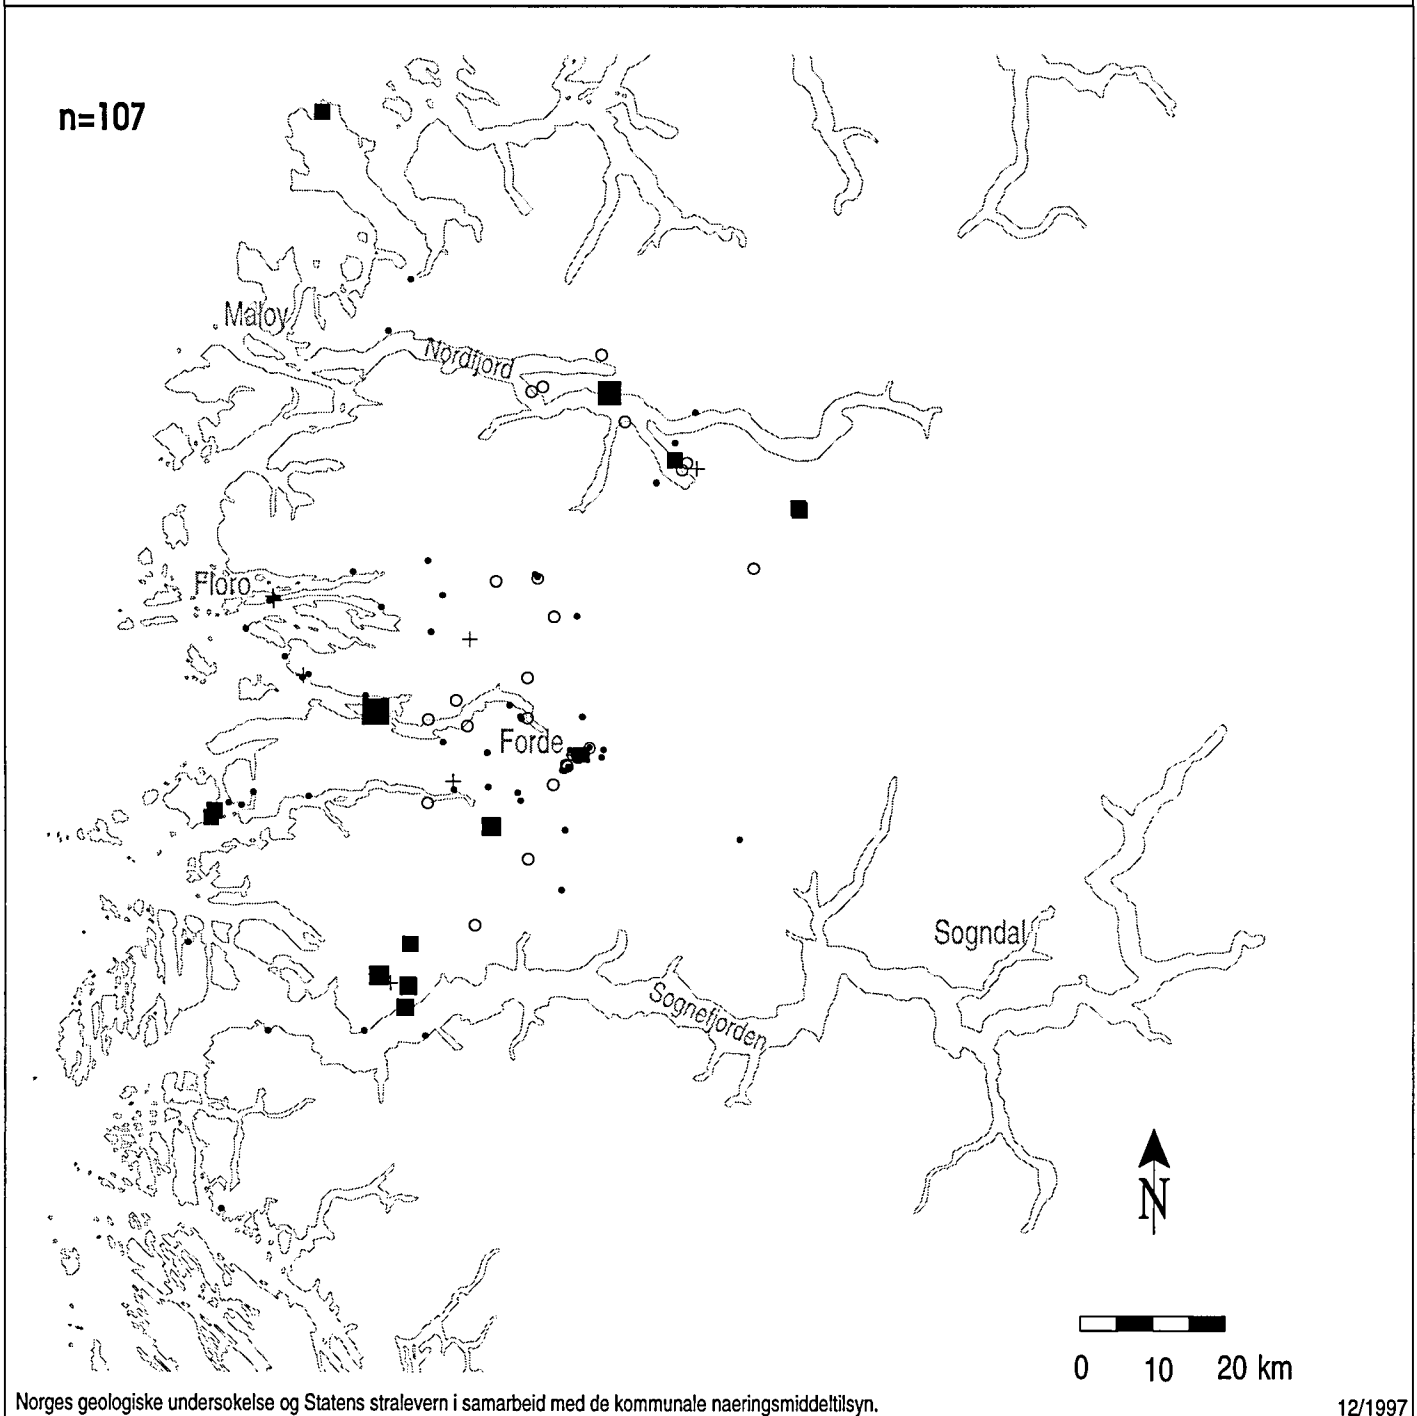 n=107
Maloy
Nordfjord
Floro
Forde
Sogndal
Sognefjorden
N
0 10 20 km
Norges geologiske undersokelse og Statens stralevern i samarbeid med de kommunale naeringsmiddeltilsyn.
12/1997